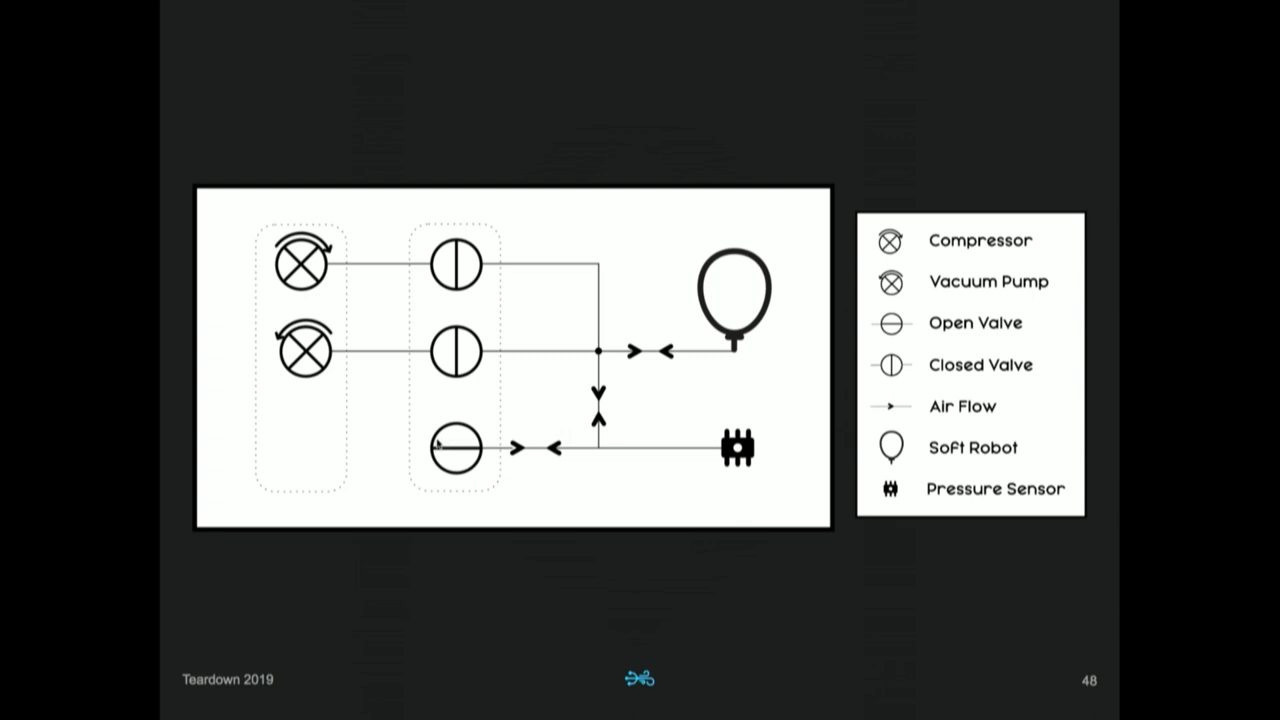 Compressor
Vacuum Pump
Open Valve
Closed Valve
Air Flow
Soft Robot
Pressure Sensor
Teardown 2019
48